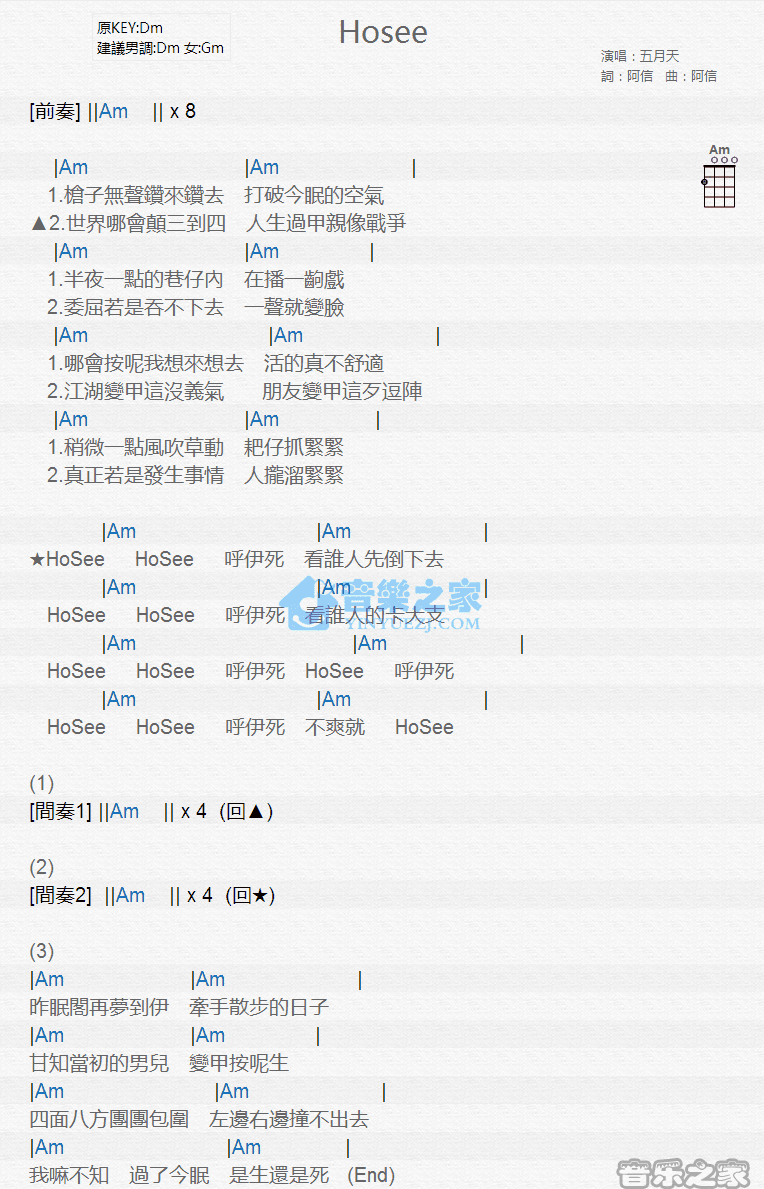 原KEY:Dm
建議男調:Dm 女:Gm
Hosee
演唱：五月天
詞：阿信 曲：阿信
[前奏] ||Am || x 8
Am
|Am |Am |
1.槍子無聲鑽來鑽去 打破今眠的空氣
▲2.世界哪會顛三到四 人生過甲親像戰爭
|Am |Am |
1.半夜一點的巷仔內 在播一齣戲
2.委屈若是吞不下去 一聲就變臉
|Am |Am |
1.哪會按呢我想來想去 活的真不舒適
2.江湖變甲這沒義氣 朋友變甲這歹逗陣
|Am |Am |
1.稍微一點風吹草動 耙仔抓緊緊
2.真正若是發生事情 人攏溜緊緊
|Am |Am |
★HoSee HoSee 呼伊死 看誰人先倒下去
|Am |Am |
HoSee HoSee 呼伊死 看誰人的卡大支
音樂之家
YINYUEZJ.COM
|Am |Am |
HoSee HoSee 呼伊死 HoSee 呼伊死
|Am |Am |
HoSee HoSee 呼伊死 不爽就 HoSee
(1)
[間奏1] ||Am || x 4 (回▲)
(2)
[間奏2] ||Am || x 4 (回★)
(3)
|Am |Am |
昨眠閣再夢到伊 牽手散步的日子
|Am |Am |
甘知當初的男兒 變甲按呢生
|Am |Am |
四面八方團團包圍 左邊右邊撞不出去
|Am |Am |
我嘛不知 過了今眠 是生還是死 (End)
音乐之家